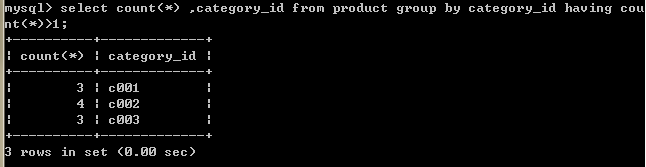 mysql> select count(*) ,category_id from product group by category_id having cou
nt(*)>1;
+----------+-------------+
| count(*) | category_id |
+----------+-------------+
|        3 | c001        |
|        4 | c002        |
|        3 | c003        |
+----------+-------------+
3 rows in set (0.00 sec)